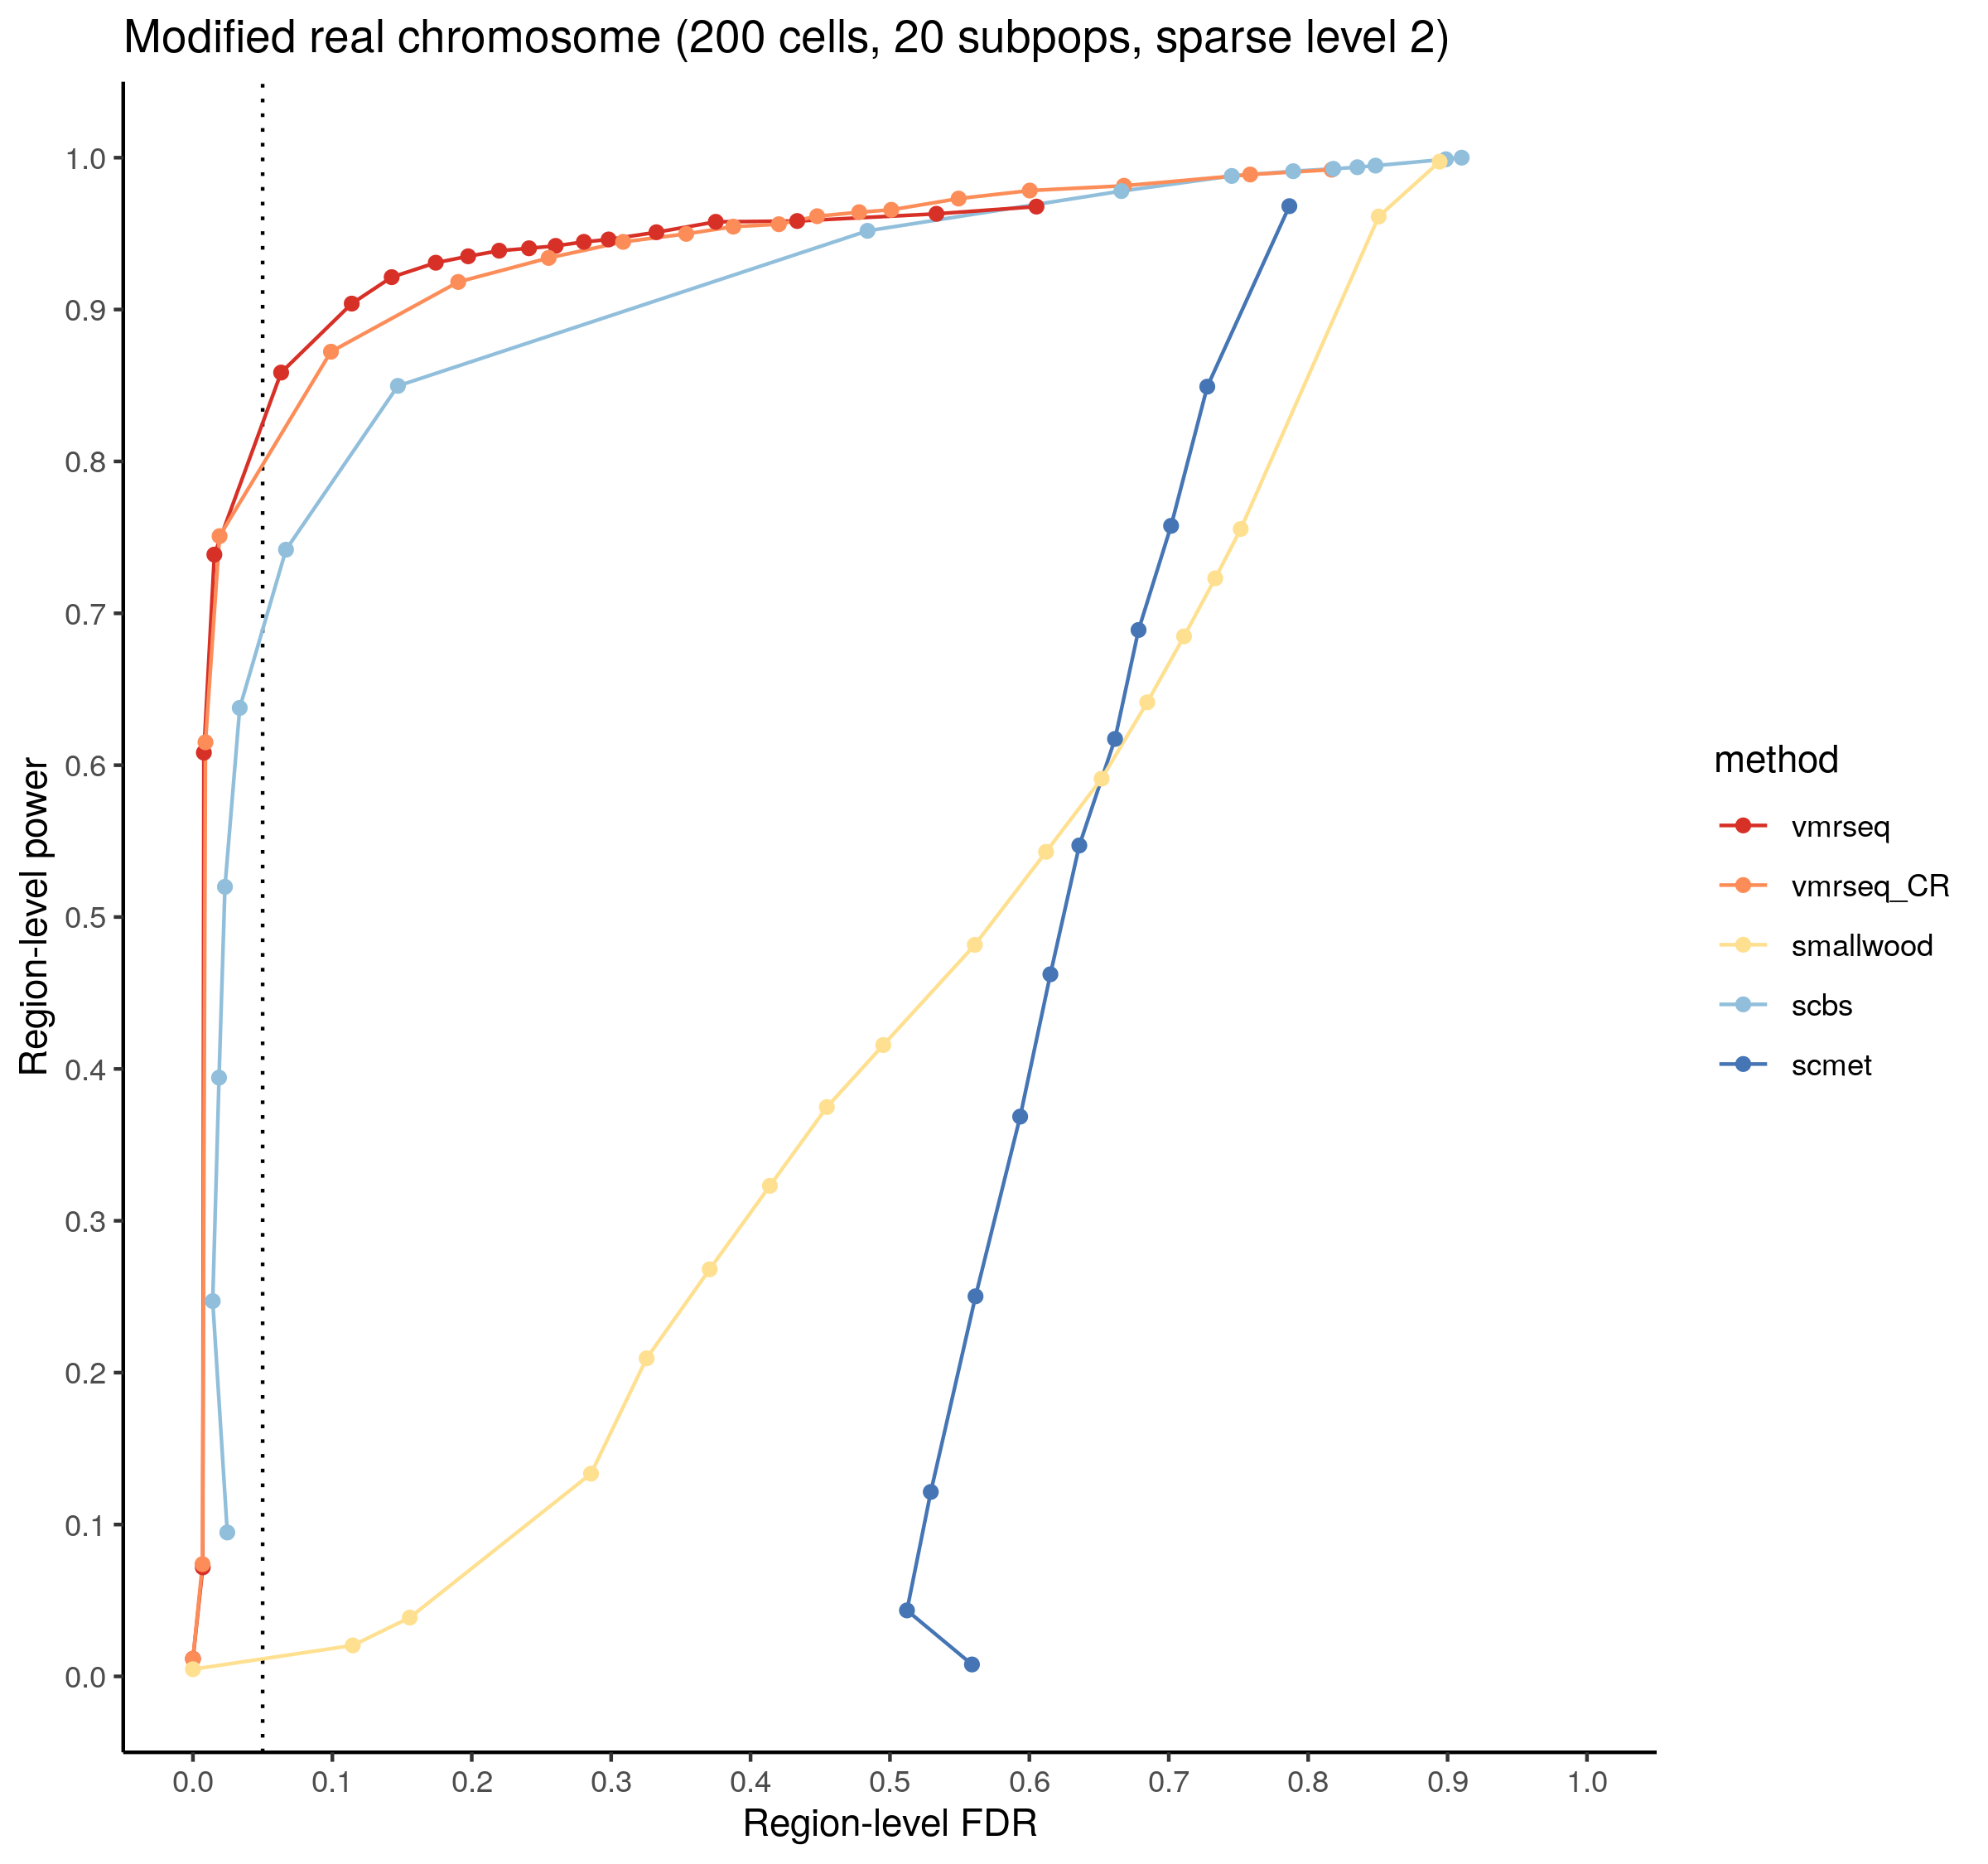 Modified real chromosome (200 cells, 20 subpops, sparse level 2)
Region-level power
1.0
0.9
0.8
0.7
0.6
0.5
0.4
0.3
0.2
0.1
0.0
0.0 0.1 0.2 0.3 0.4 0.5 0.6 0.7 0.8 0.9 1.0
Region-level FDR
method
vmrseq
vmrseq_CR
smallwood
scbs
scmet